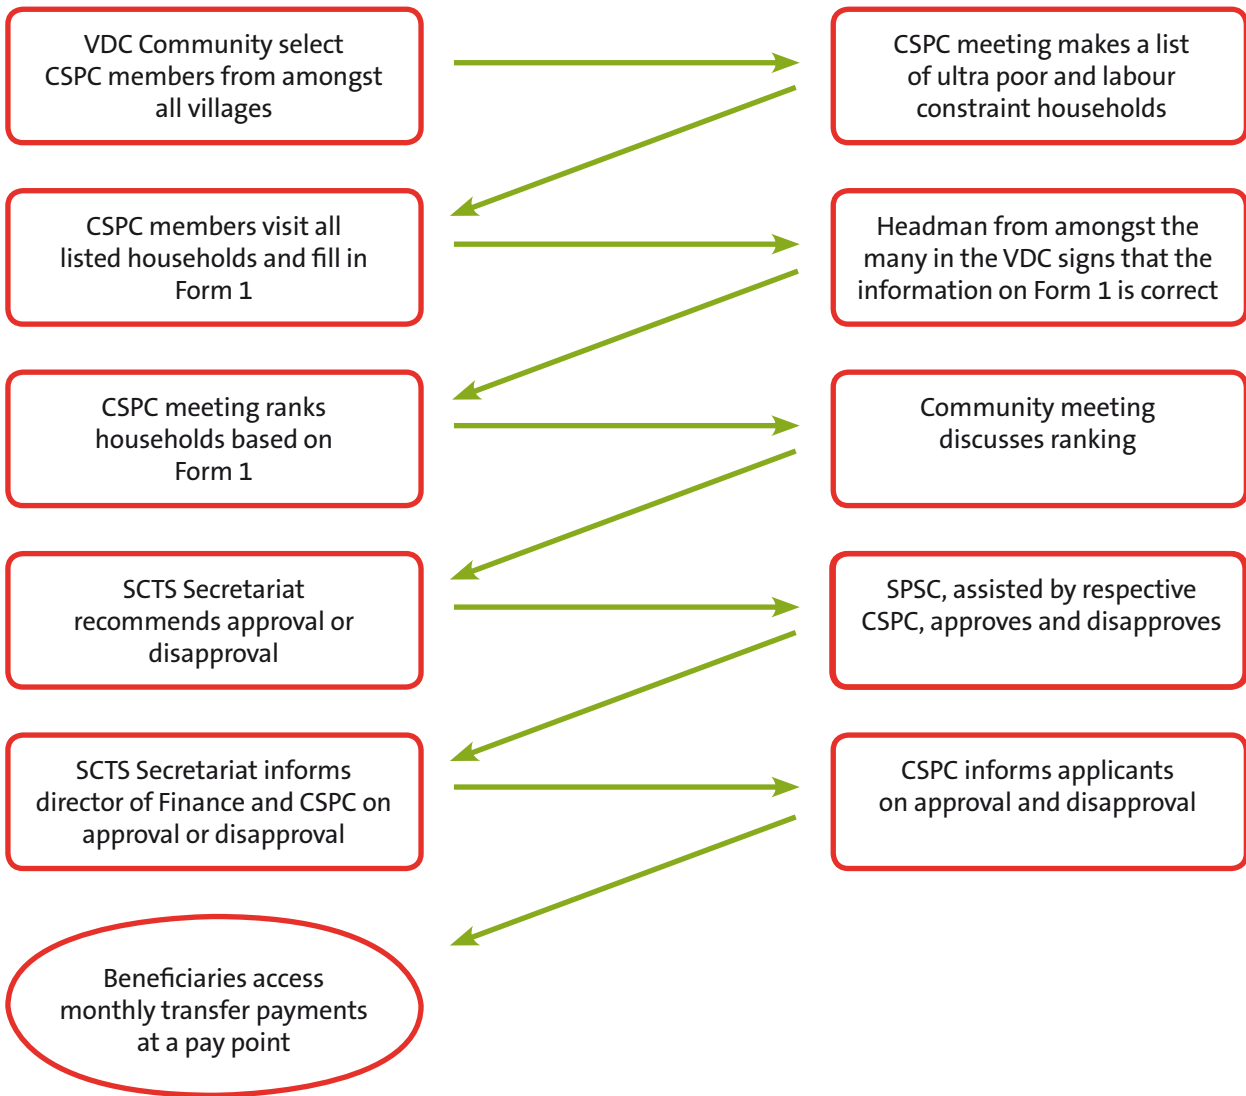 VDC Community select
CSPC members from amongst
all villages
CSPC meeting makes a list
of ultra poor and labour
constraint households
CSPC members visit all
listed households and fill in
Form 1
Headman from amongst the
many in the VDC signs that the
information on Form 1 is correct
CSPC meeting ranks
households based on
Form 1
Community meeting
discusses ranking
SCTS Secretariat
recommends approval or
disapproval
SPSC, assisted by respective
CSPC, approves and disapproves
SCTS Secretariat informs
director of Finance and CSPC on
approval or disapproval
CSPC informs applicants
on approval and disapproval
Beneficiaries access
monthly transfer payments
at a pay point